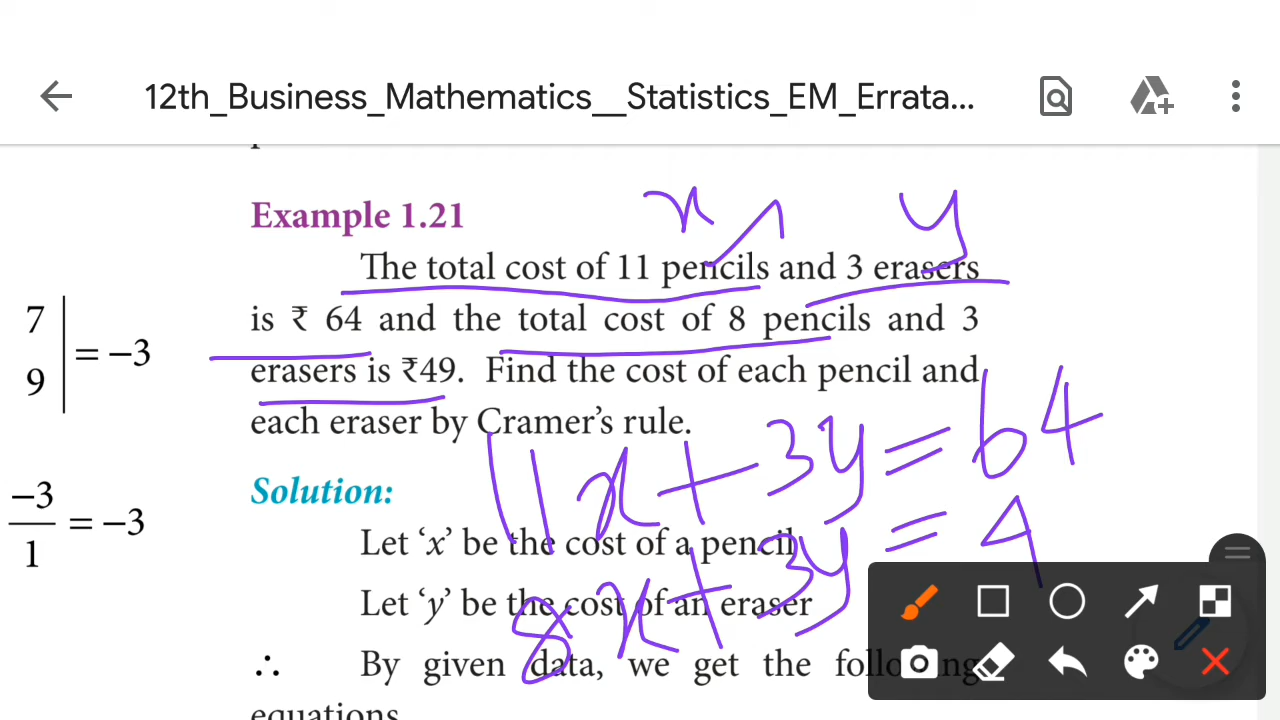 12th_Business_Mathematics__Statistics_EM_Errata...
Example 1.21
x y
The total cost of 11 pencils and 3 erasers
is ₹ 64 and the total cost of 8 pencils and 3
erasers is ₹49. Find the cost of each pencil and
each eraser by Cramer’s rule.
11x+3y=64
Solution:
Let ‘x’ be the cost of a pencil
8x+3y=4
Let ‘y’ be the cost of an eraser
∴ By given data, we get the following
equations
7
9
= −3
−3
1
= −3